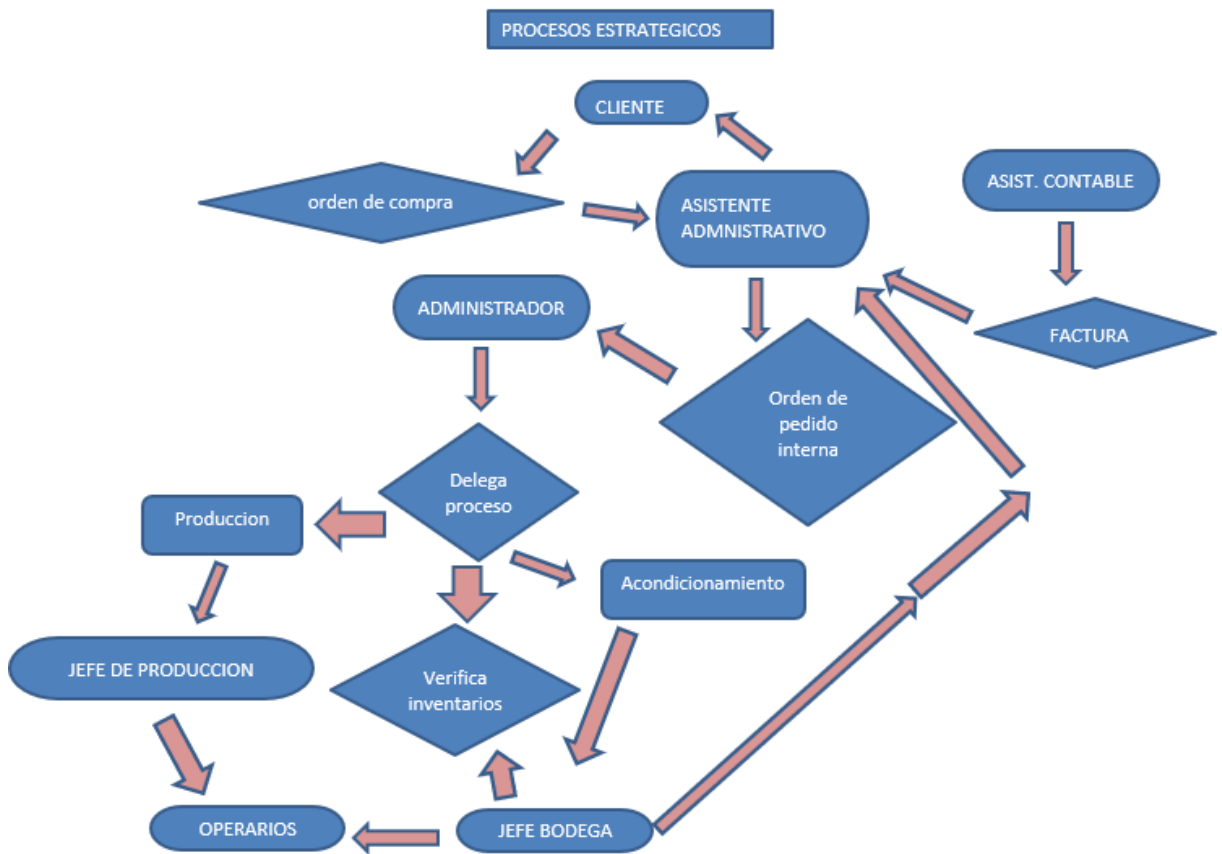 PROCESOS ESTRATEGICOS
CLIENTE
orden de compra
ASISTENTE
ADMNISTRATIVO
ASIST. CONTABLE
ADMINISTRADOR
FACTURA
Orden de
pedido
interna
Delega
proceso
Produccion
Acondicionamiento
JEFE DE PRODUCCION
Verifica
inventarios
OPERARIOS
JEFE BODEGA